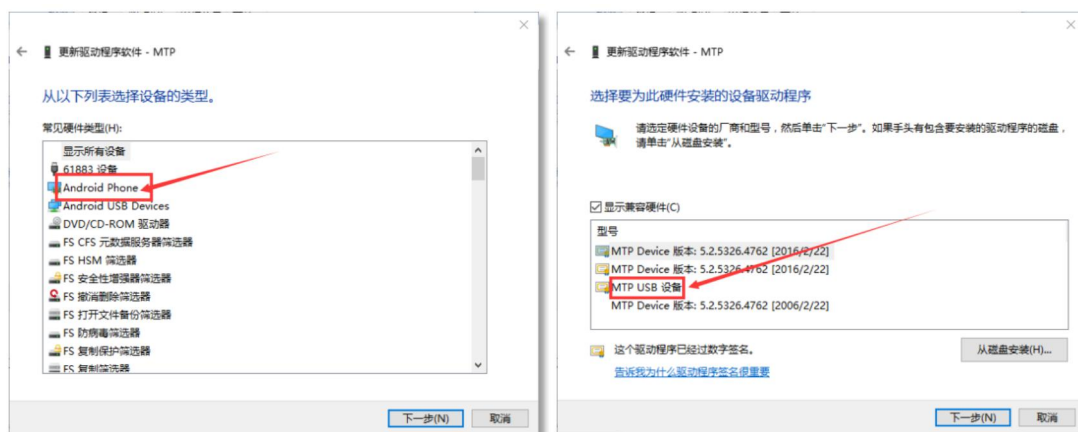 更新驱动程序软件 - MTP
从以下列表选择设备的类型。
常见硬件类型(H):
显示所有设备
61883 设备
Android Phone
Android USB Devices
DVD/CD-ROM 驱动器
FS CFS 元数据服务器筛选器
FS HSM 筛选器
FS 安全性增强器筛选器
FS 撤消删除筛选器
FS 打开文件备份筛选器
FS 防病毒筛选器
FS 复制保护筛选器
FS 复制筛选器
下一步(N)
取消
更新驱动程序软件 - MTP
选择要为此硬件安装的设备驱动程序
请选定硬件设备的厂商和型号，然后单击"下一步"。如果手头有包含要安装的驱动程序的磁盘，
请单击"从磁盘安装"。
显示兼容硬件(C)
型号
MTP Device 版本: 5.2.5326.4762 [2016/2/22]
MTP Device 版本: 5.2.5326.4762 [2016/2/22]
MTP USB 设备
MTP Device 版本: 5.2.5326.4762 [2006/2/22]
这个驱动程序已经过数字签名。
从磁盘安装(H)...
告诉我为什么驱动程序签名很重要
下一步(N)
取消